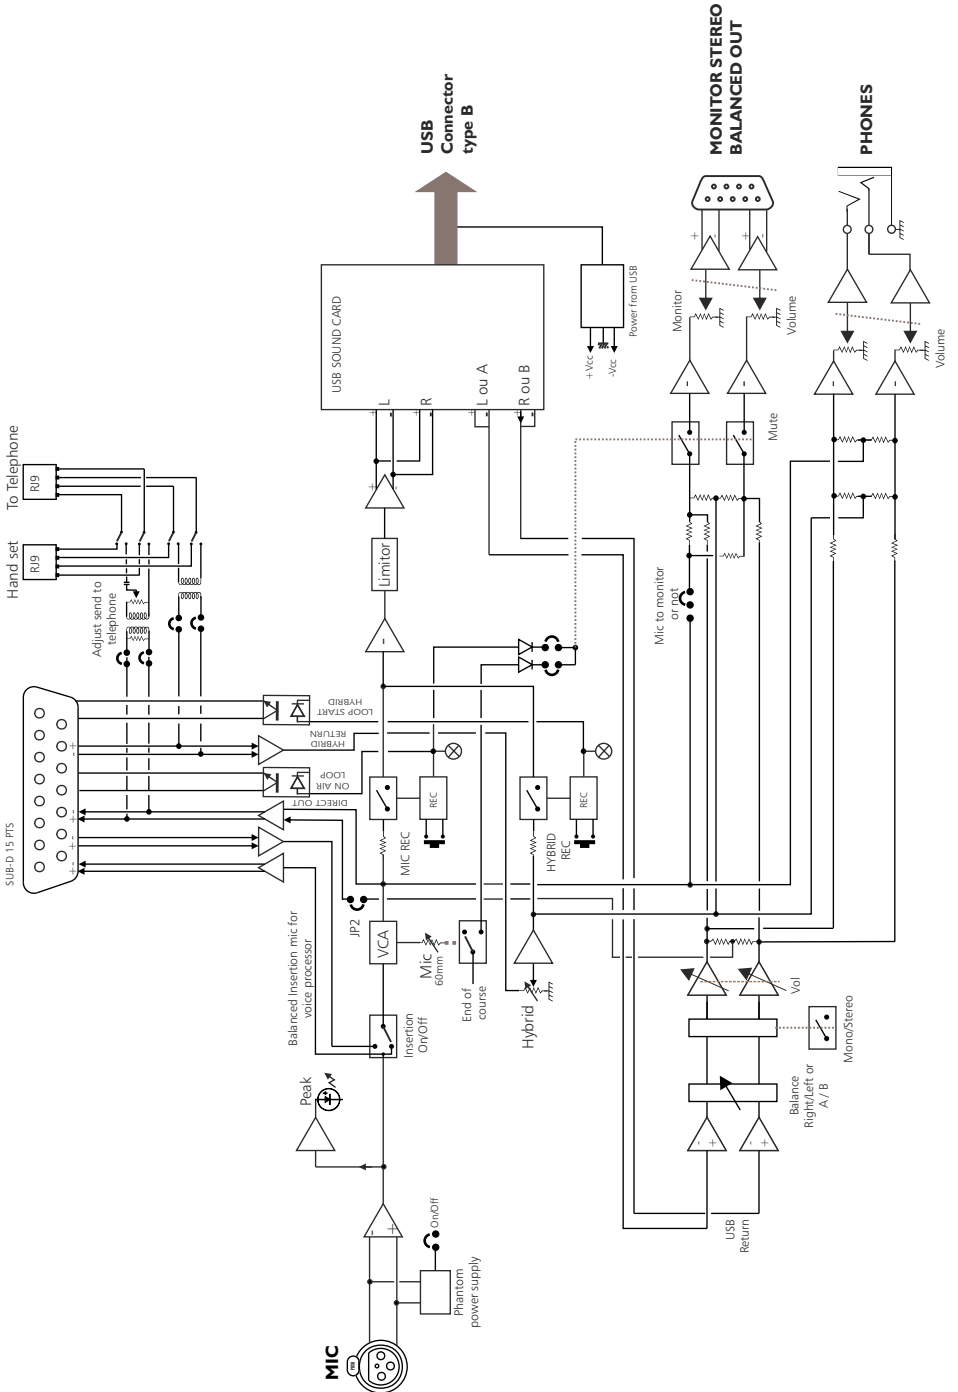 MIC
PUSH
Phantom
power supply
On/Off
+
-
Peak
Balanced Insertion mic for
voice processor
Insertion
On/Off
VCA
JP2
Mic
60mm
End of
course
Hybrid
MIC REC
REC
HYBRID
REC
REC
SUB-D 15 PTS
DIRECT OUT
ON AIR
LOOP
HYBRID
RETURN
LOOP START
HYBRID
Adjust send to
telephone
Hand set
RJ9
To Telephone
RJ9
Limitor
USB SOUND CARD
L
R
L ou A
R ou B
USB
Connector
type B
+Vcc
-Vcc
Power from USB
USB
Return
Balance
Right/Left or
A / B
Mono/Stereo
Vol
Mic to monitor
or not
Mute
Monitor
Volume
MONITOR STEREO
BALANCED OUT
Volume
PHONES